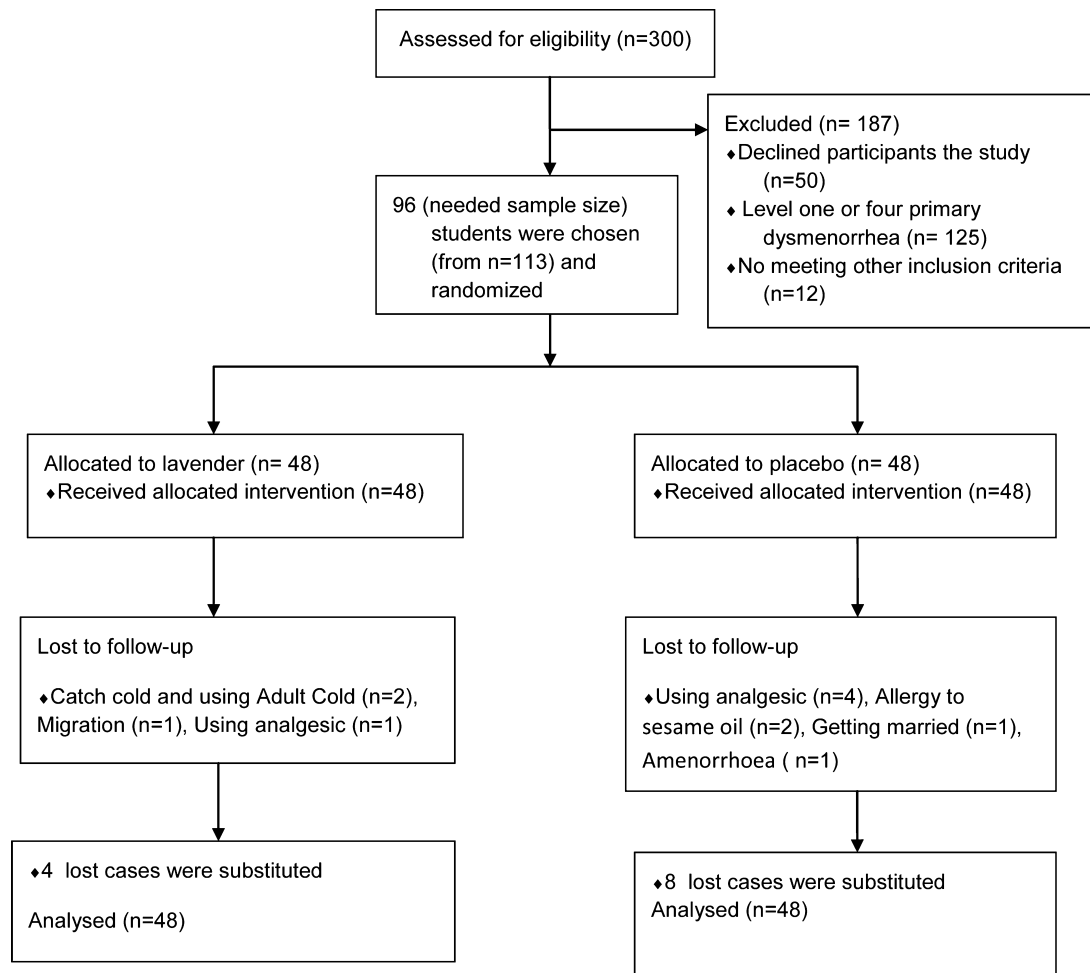 Assessed for eligibility (n=300)
Excluded (n= 187)
♦Declined participants the study
(n=50)
♦ Level one or four primary
dysmenorrhea (n= 125)
♦No meeting other inclusion criteria
(n=12)
96 (needed sample size)
students were chosen
(from n=113) and
randomized
Allocated to lavender (n= 48)
♦Received allocated intervention (n=48)
Allocated to placebo (n= 48)
♦Received allocated intervention (n=48)
Lost to follow-up
♦Catch cold and using Adult Cold (n=2),
Migration (n=1), Using analgesic (n=1)
Lost to follow-up
♦Using analgesic (n=4), Allergy to
sesame oil (n=2), Getting married (n=1),
Amenorrhoea ( n=1)
♦4 lost cases were substituted
Analysed (n=48)
♦8 lost cases were substituted
Analysed (n=48)